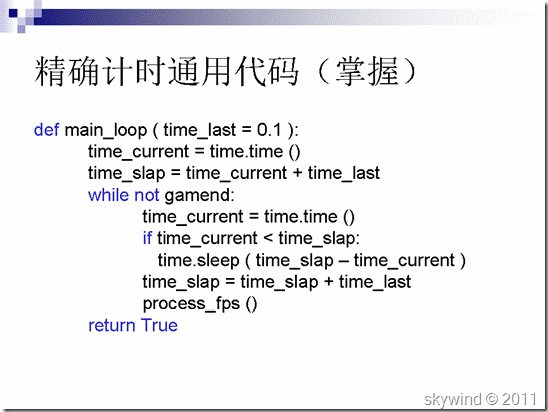 精确计时通用代码（掌握）
def main_loop ( time_last = 0.1 ):
time_current = time.time ()
time_slap = time_current + time_last
while not gamend:
time_current = time.time ()
if time_current < time_slap:
time.sleep ( time_slap – time_current )
time_slap = time_slap + time_last
process_fps ()
return True
skywind © 2011